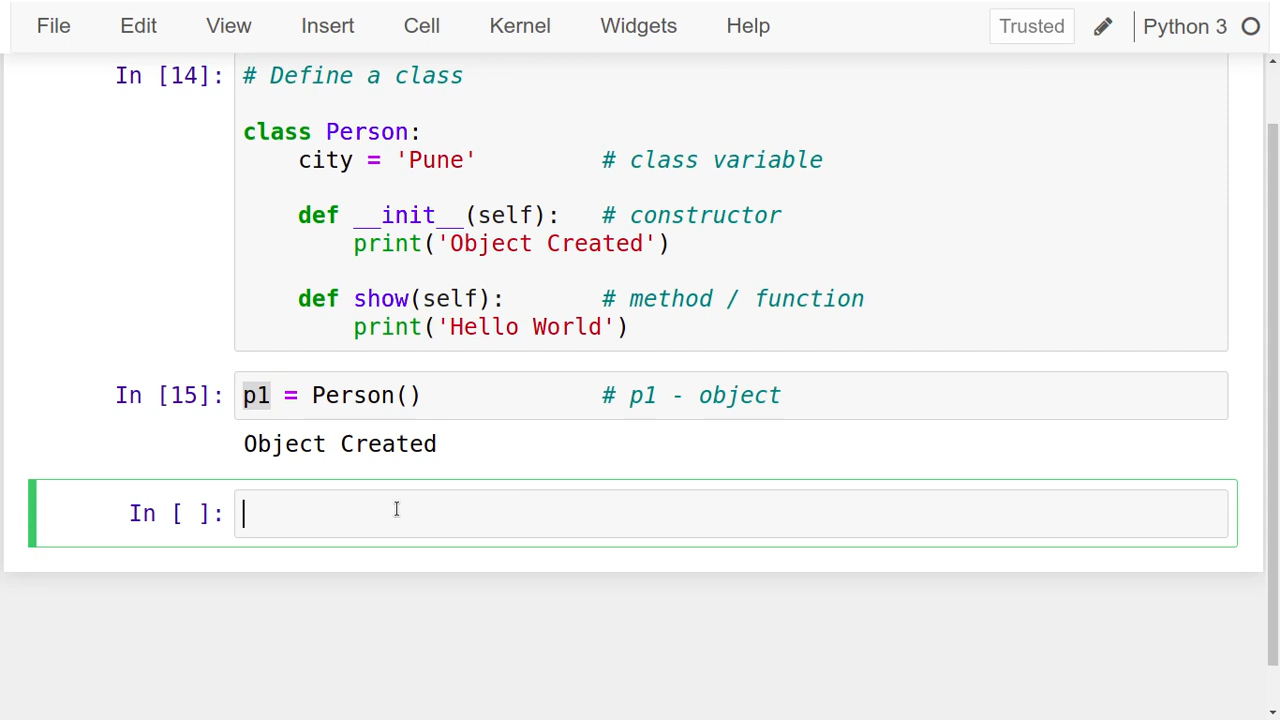 File Edit View Insert Cell Kernel Widgets Help Trusted Python 3
In [14]: # Define a class
class Person:
    city = 'Pune'         # class variable
    def __init__(self):   # constructor
        print('Object Created')
    def show(self):       # method / function
        print('Hello World')
In [15]: p1 = Person()             # p1 - object
Object Created
In [ ]: